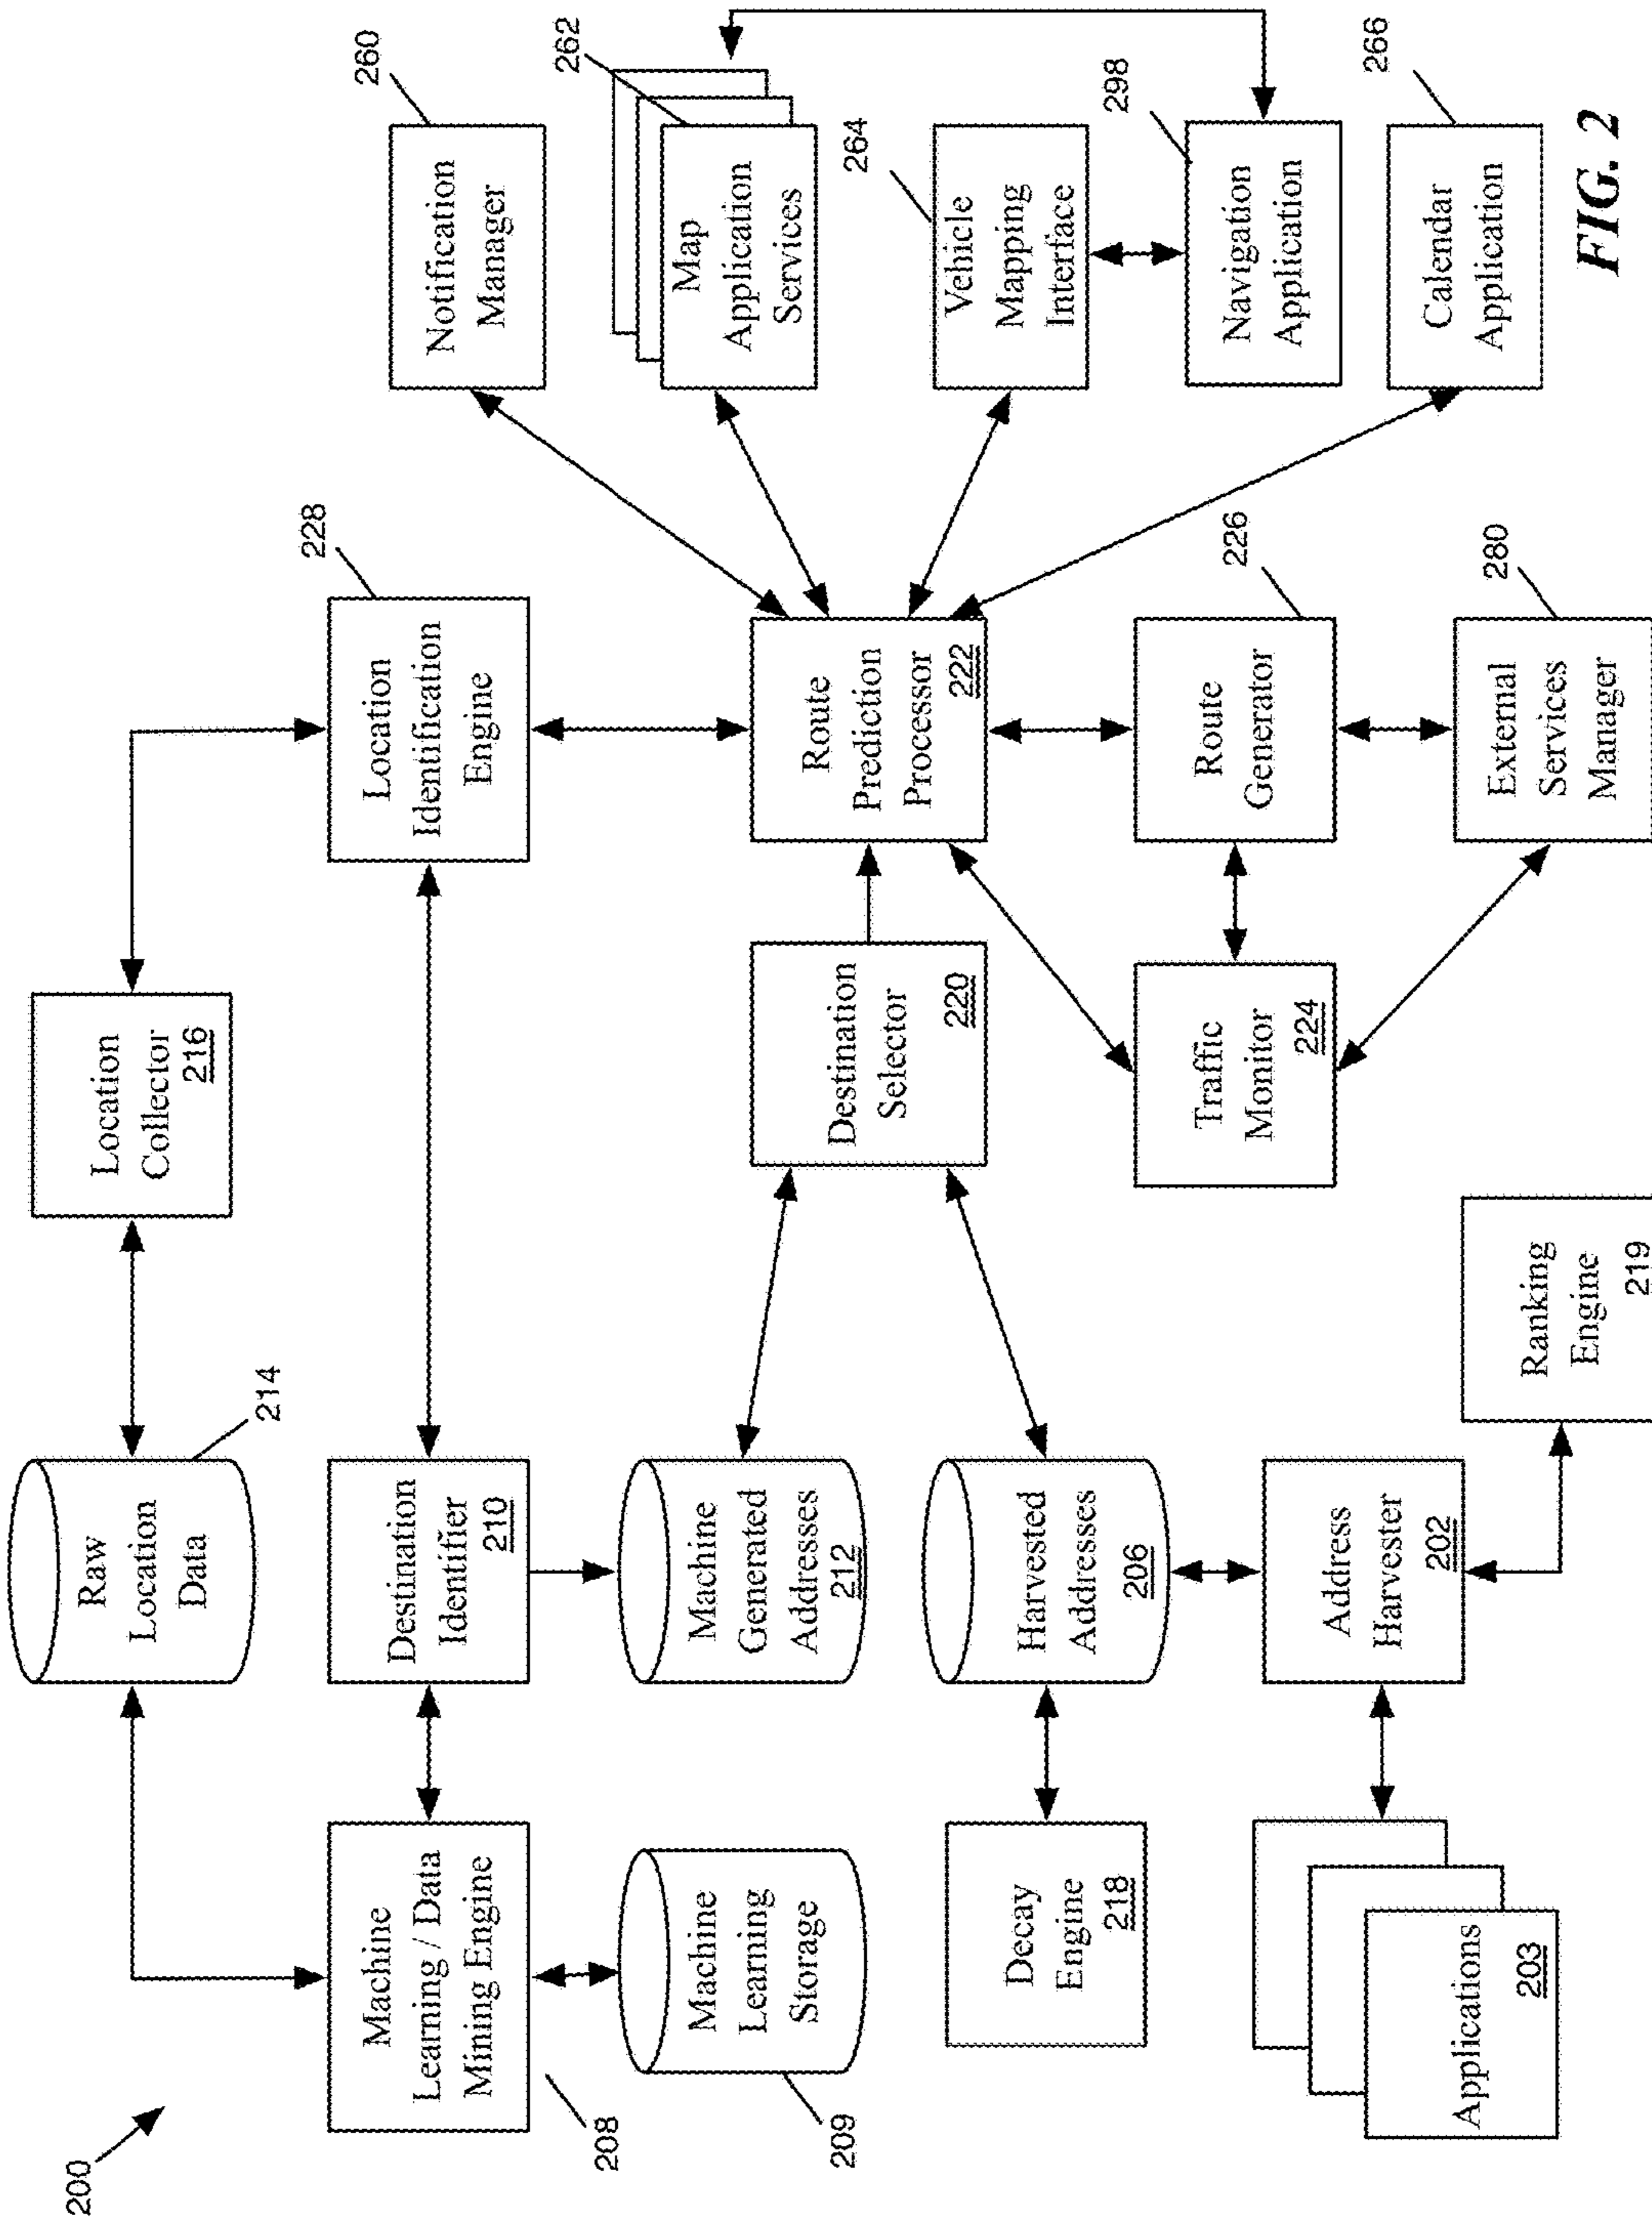 200
Raw
Location
Data
214
Location
Collector
216
Machine
Learning / Data
Mining Engine
208
Destination
Identifier
210
Location
Identification
Engine
228
Notification
Manager
260
Machine
Learning
Storage
209
Machine
Generated
Addresses
212
Map
Application
Services
262
Destination
Selector
220
Route
Prediction
Processor
222
Vehicle
Mapping
Interface
264
Decay
Engine
218
Harvested
Addresses
206
Traffic
Monitor
224
Route
Generator
226
Navigation
Application
298
Applications
203
Address
Harvester
202
Ranking
Engine
219
External
Services
Manager
280
Calendar
Application
266
FIG. 2